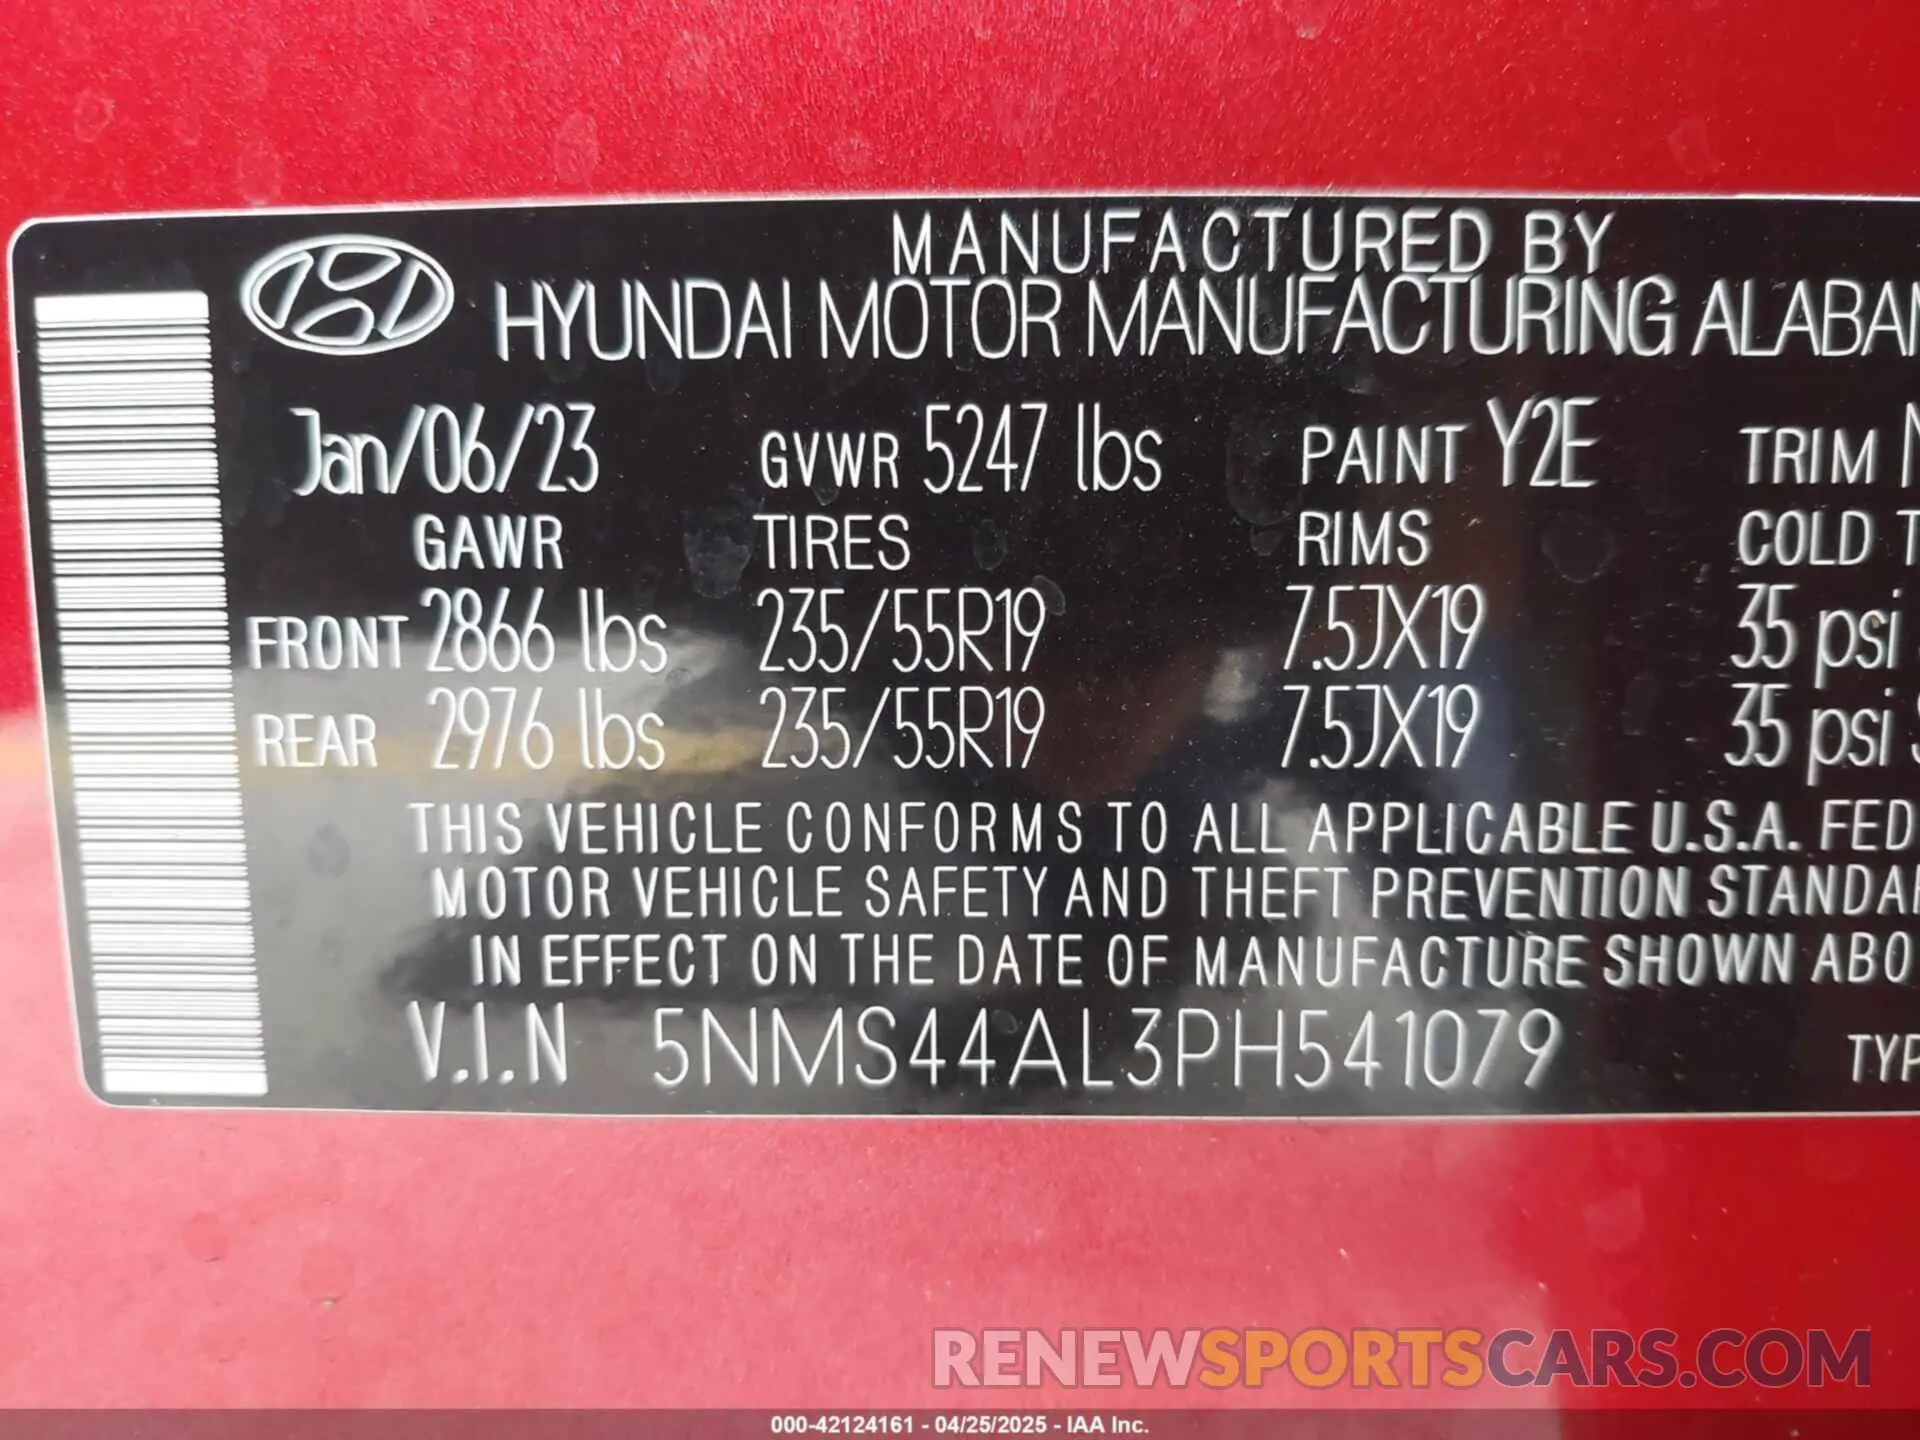 MANUFACTURED BY
HYUNDAI MOTOR MANUFACTURING
Jan/06/23 GVWR 5247 lbs PAINT Y2E TRIM
GAWR TIRES RIMS COLD
FRONT 2866 lbs 235/55R19 7.5JX19 35 psi
REAR 2976 lbs 235/55R19 7.5JX19 35 psi
THIS VEHICLE CONFORMS TO ALL APPLICABLE U.S.A. FED
MOTOR VEHICLE SAFETY AND THEFT PREVENTION
IN EFFECT ON THE DATE OF MANUFACTURE SHOWN ABO
V.I.N 5NMS44AL3PH541079 TYP
RENEWSPORTSCARS.COM
000-42124161 - 04/25/2025 - IAA Inc.